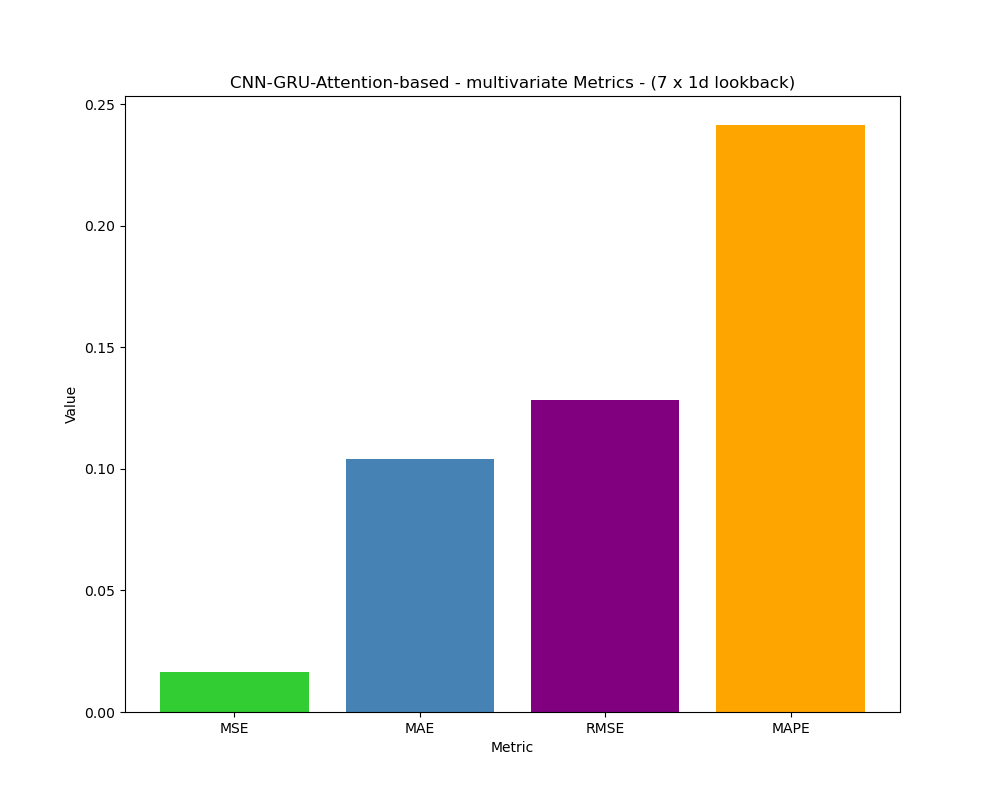 CNN-GRU-Attention-based - multivariate Metrics - (7 x 1d lookback)
0.25
0.20
0.15
0.10
0.05
0.00
Value
MSE MAE RMSE MAPE
Metric